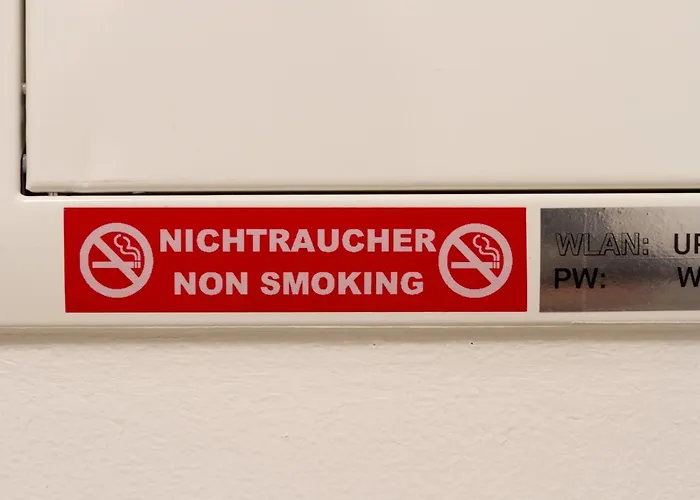 NICHTRAUCHER
NON SMOKING
WLAN:
PW: